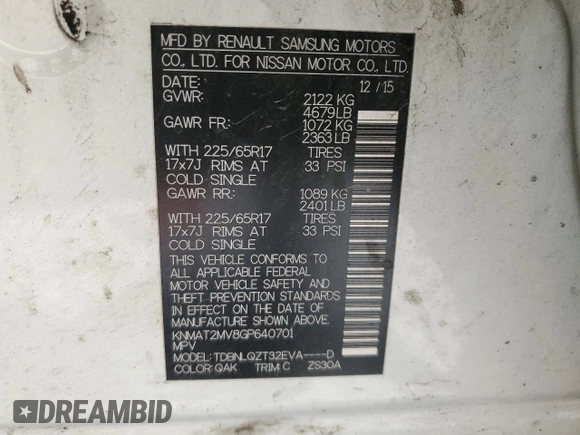 MFD BY RENAULT SAMSUNG MOTORS
CO., LTD. FOR NISSAN MOTOR CO., LTD.
DATE: 12 / 15
GVWR: 2122 KG
4679 LB
GAWR FR: 1072 KG
2363 LB
WITH 225/65R17 TIRES
17x7J RIMS AT 33 PSI
COLD SINGLE
GAWR RR: 1089 KG
2401 LB
WITH 225/65R17 TIRES
17x7J RIMS AT 33 PSI
COLD SINGLE
THIS VEHICLE CONFORMS TO
ALL APPLICABLE FEDERAL
MOTOR VEHICLE SAFETY AND
THEFT PREVENTION STANDARDS
IN EFFECT ON THE DATE OF
MANUFACTURE SHOWN ABOVE.
KNMAT2MV8GP640701
MPV
MODEL: TDBNLQZT32EVA----D
COLOR: QAK TRIM: C ZS30A
DREAMBID